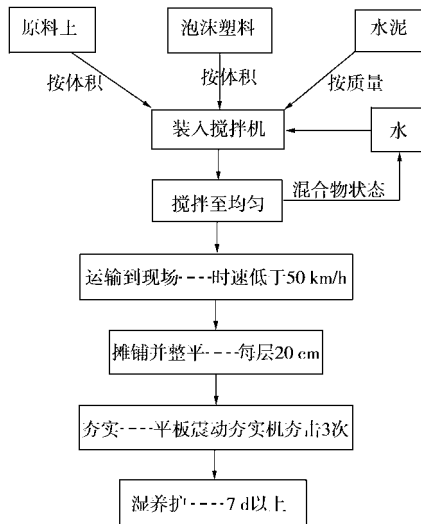 原料上 泡沫塑料 水泥
按体积 按体积 按质量
装入搅拌机 水
搅拌至均匀 混合物状态
运输到现场----时速低于50 km/h
摊铺并整平----每层20 cm
夯实----平板震动夯实机夯击3次
湿养护----7 d以上